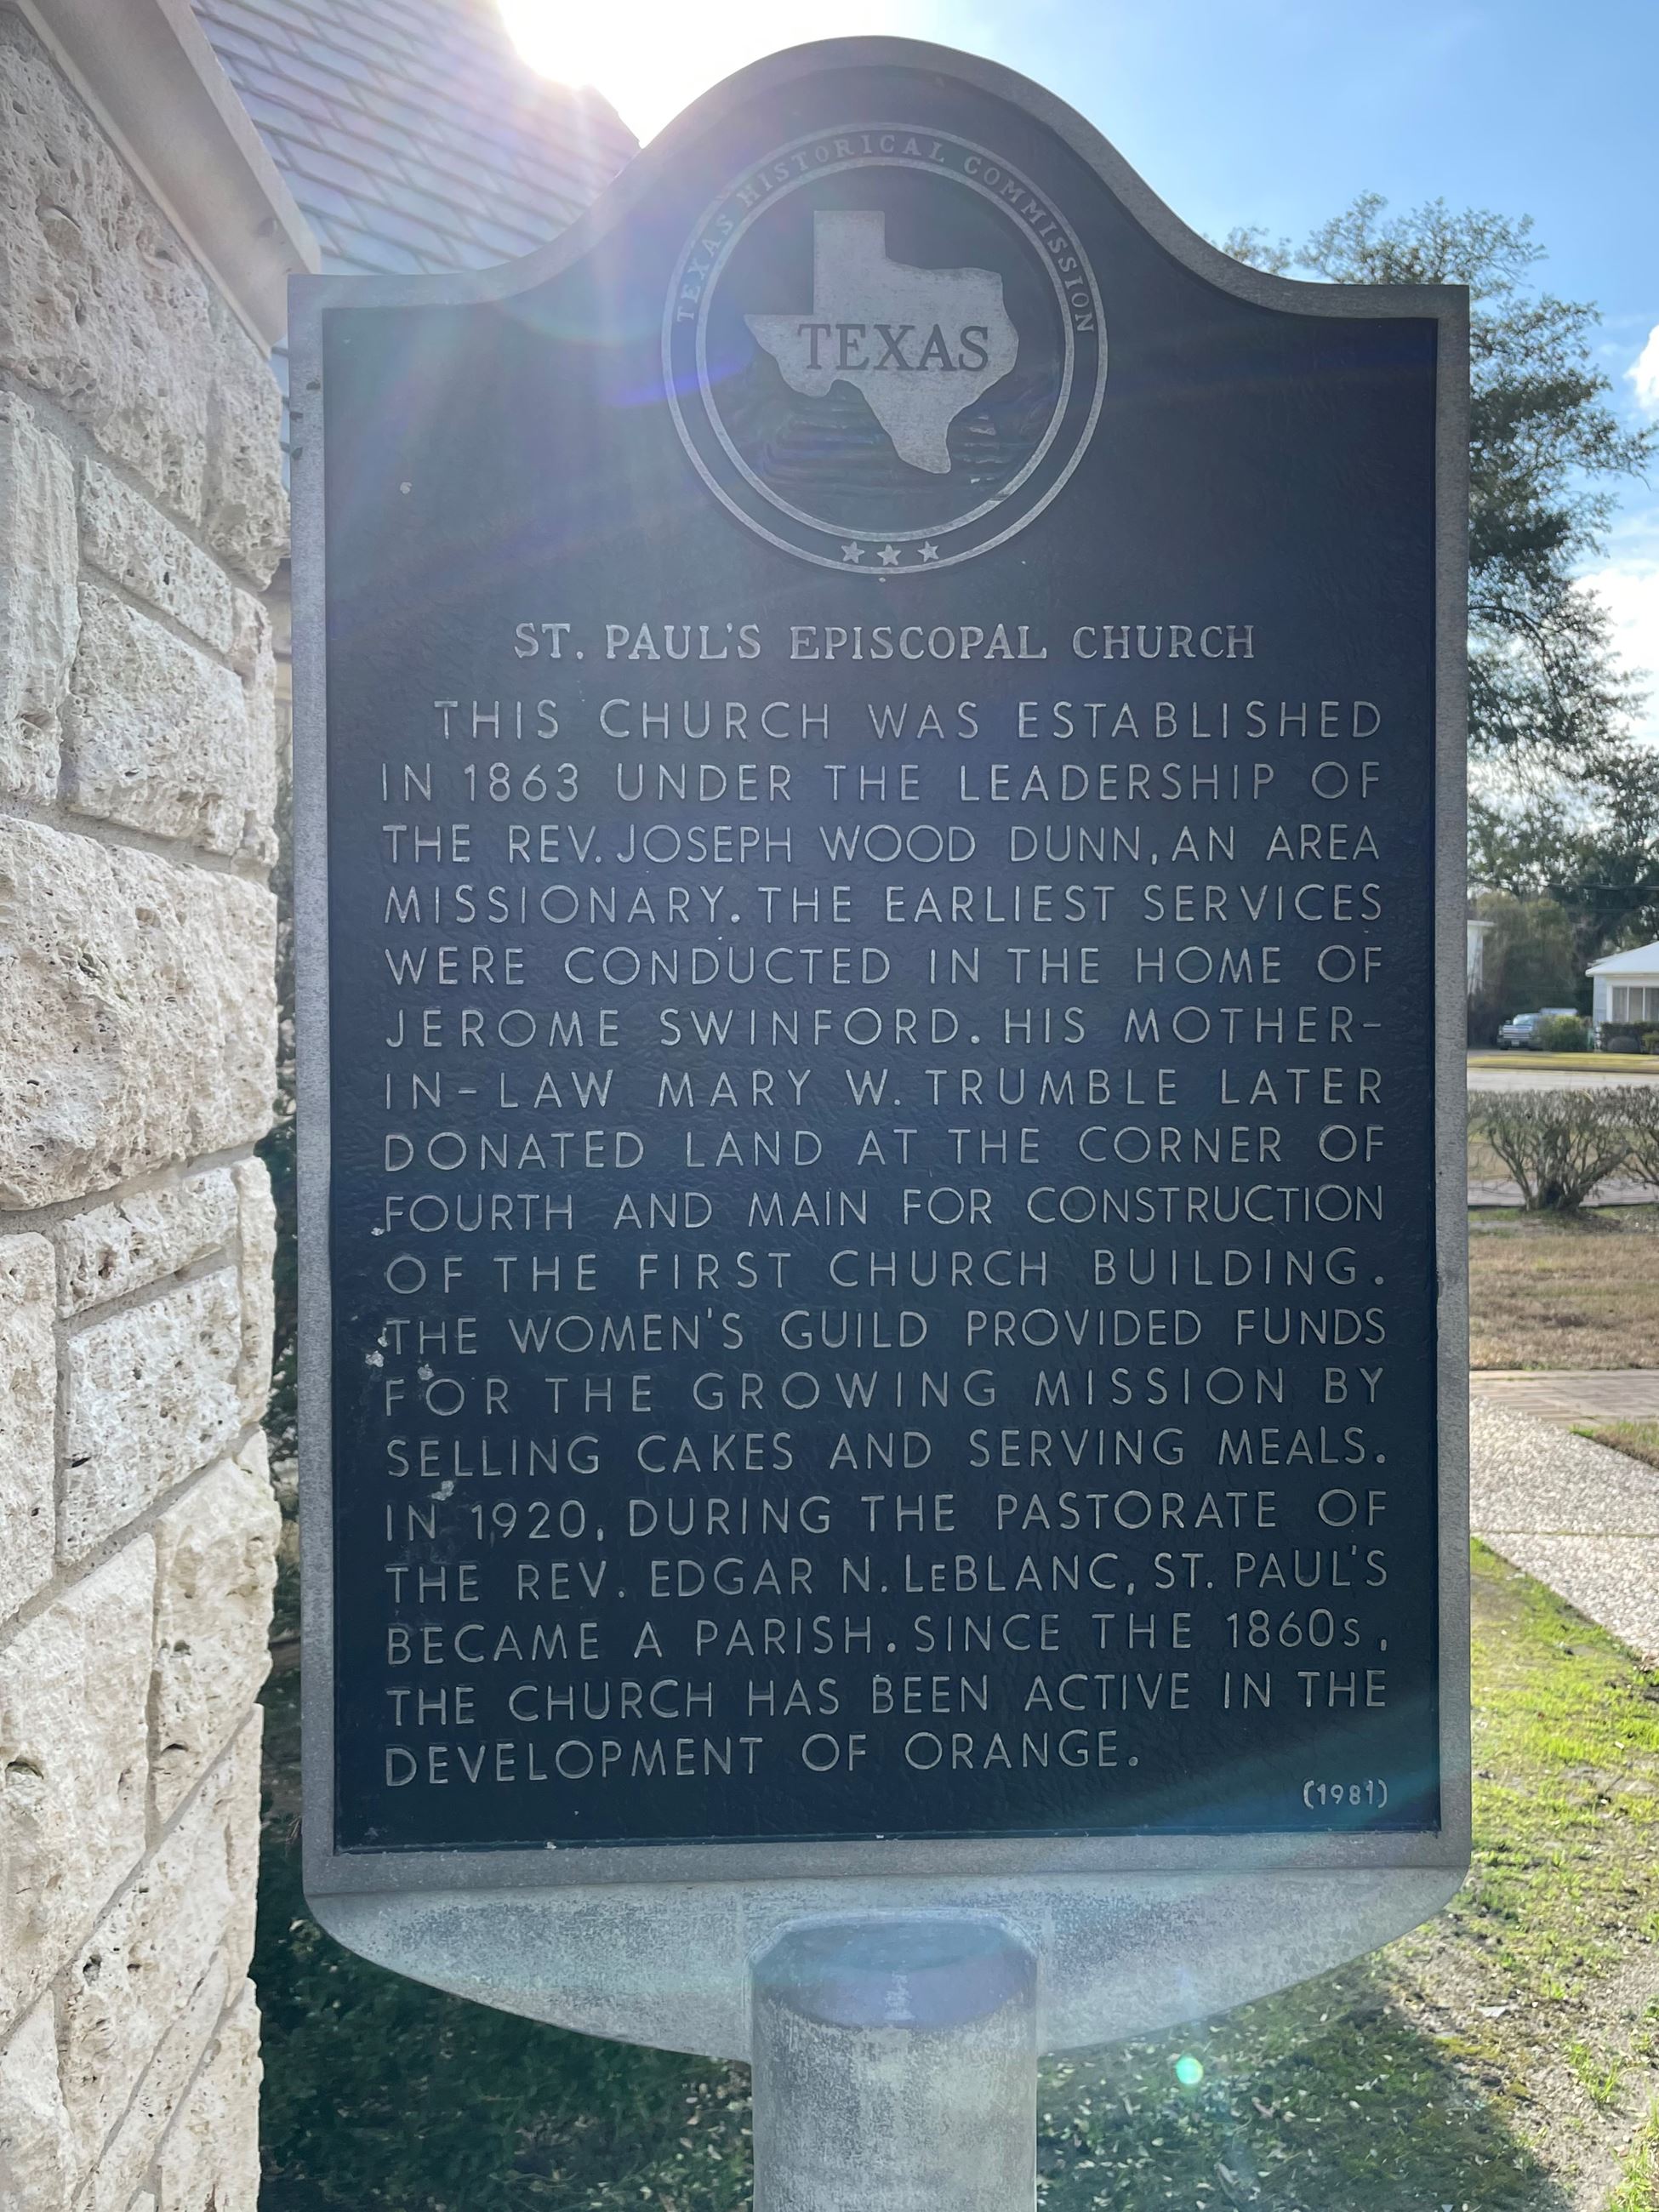 TEXAS HISTORICAL COMMISSION
TEXAS
ST. PAUL'S EPISCOPAL CHURCH
THIS CHURCH WAS ESTABLISHED
IN 1863 UNDER THE LEADERSHIP OF
THE REV. JOSEPH WOOD DUNN, AN AREA
MISSIONARY. THE EARLIEST SERVICES
WERE CONDUCTED IN THE HOME OF
JEROME SWINFORD. HIS MOTHER-
IN-LAW MARY W. TRUMBLE LATER
DONATED LAND AT THE CORNER OF
FOURTH AND MAIN FOR CONSTRUCTION
OF THE FIRST CHURCH BUILDING.
THE WOMEN'S GUILD PROVIDED FUNDS
FOR THE GROWING MISSION BY
SELLING CAKES AND SERVING MEALS.
IN 1920, DURING THE PASTORATE OF
THE REV. EDGAR N. LeBLANC, ST. PAUL'S
BECAME A PARISH. SINCE THE 1860s,
THE CHURCH HAS BEEN ACTIVE IN THE
DEVELOPMENT OF ORANGE.
(1981)